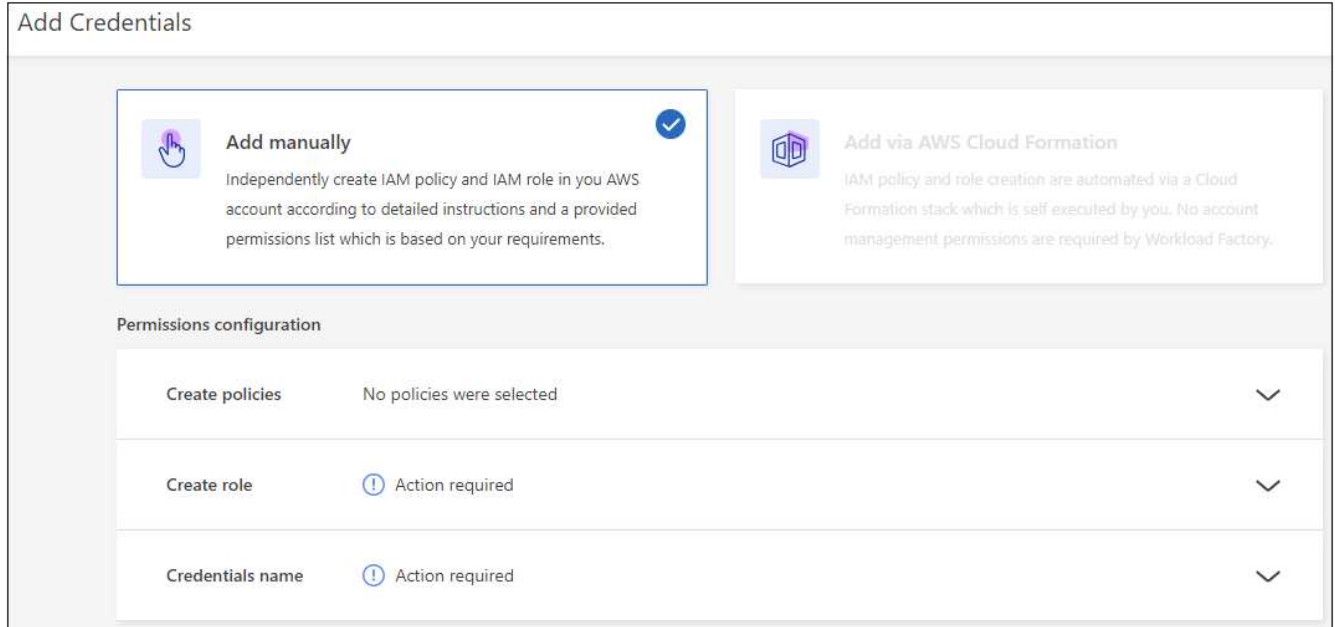 Add Credentials
Add manually
Independently create IAM policy and IAM role in you AWS
account according to detailed instructions and a provided
permissions list which is based on your requirements.
Add via AWS Cloud Formation
IAM policy and role creation are automated via a Cloud
Formation stack which is self executed by you. No account
management permissions are required by Workload Factory.
Permissions configuration
Create policies No policies were selected
Create role Action required
Credentials name Action required